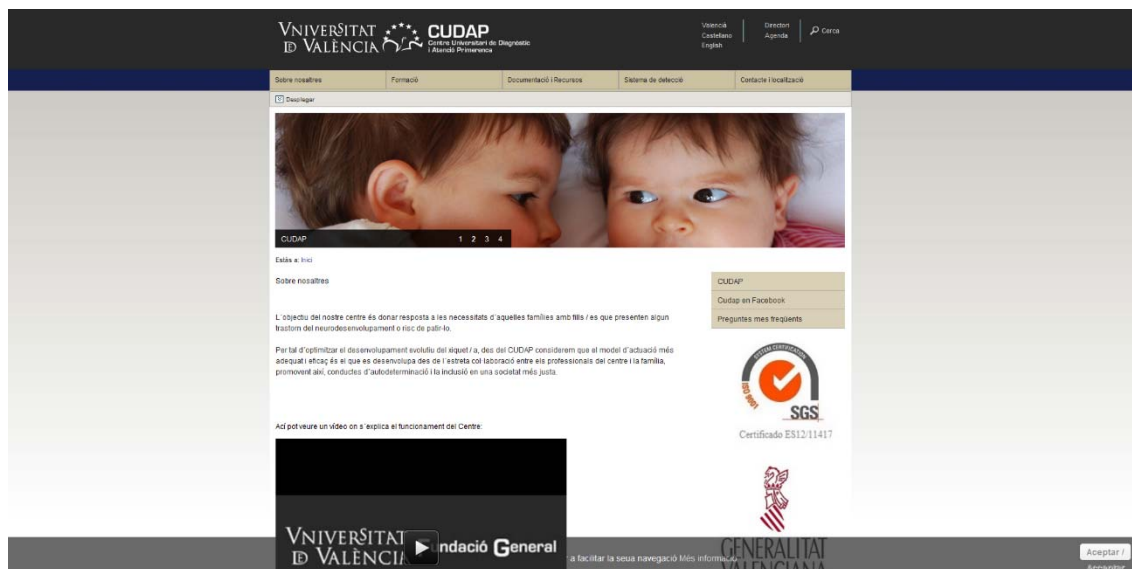 VNIVERSITAT
ID VALÈNCIA
CUDAP
Centre Universitari de Diagnòstic
i Atenció Primerenca
Valencià
Castellano
English
Directori
Agenda
Cerca
Sobre nosaltres
Formació
Documentació i Recursos
Sistema de detecció
Contacte i localització
Desplegar
CUDAP
1 2 3 4
Estàs a: Inici
Sobre nosaltres
L´objectiu del nostre centre és donar resposta a les necessitats d´aquelles famílies amb fills / es que presenten algun
trastorn del neurodesenvolupament o risc de patir-lo.
Per tal d´optimitzar el desenvolupament evolutiu del xiquet / a, des del CUDAP considerem que el model d´actuació més
adequat i eficaç és el que es desenvolupa des de l´estreta col·laboració entre els professionals del centre i la família,
promovent així, conductes d´autodeterminació i la inclusió en una societat més justa.
Ací pot veure un vídeo on s´explica el funcionament del Centre:
CUDAP
Cudap en Facebook
Preguntes mes freqüents
SYSTEM CERTIFICATION
ISO 9001
SGS
Certificado ES12/11417
GENERALITAT
VALENCIANA
VNIVERSITAT
ID VALÈNCIA
General
a facilitar la seua navegació Més
Aceptar /